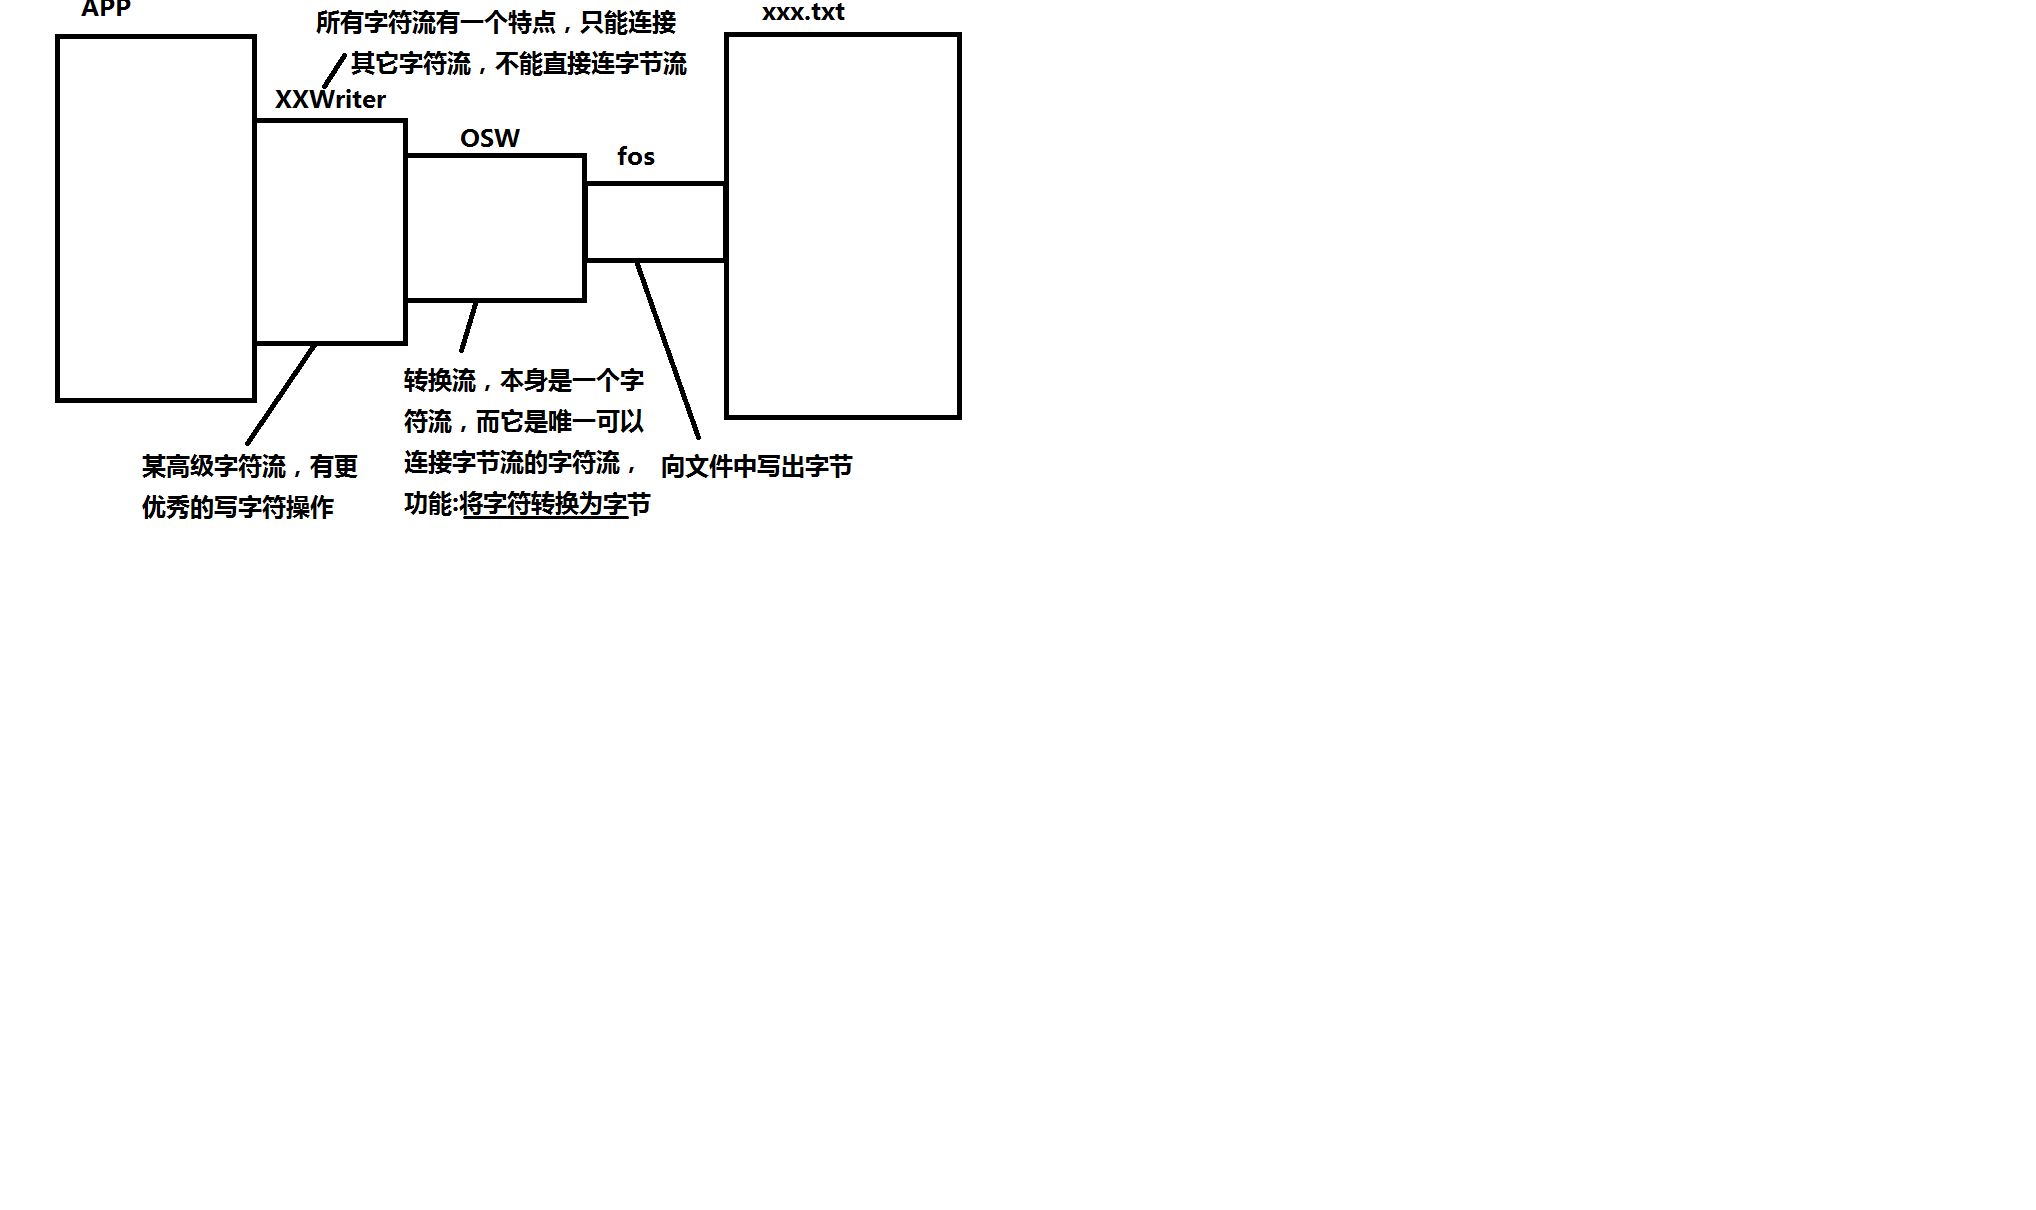 APP
所有字符流有一个特点，只能连接
其它字符流，不能直接连字节流
xxx.txt
XXWriter
OSW
fos
某高级字符流，有更
优秀的写字符操作
转换流，本身是一个字
符流，而它是唯一可以
连接字节流的字符流，
功能:将字符转换为字节
向文件中写出字节